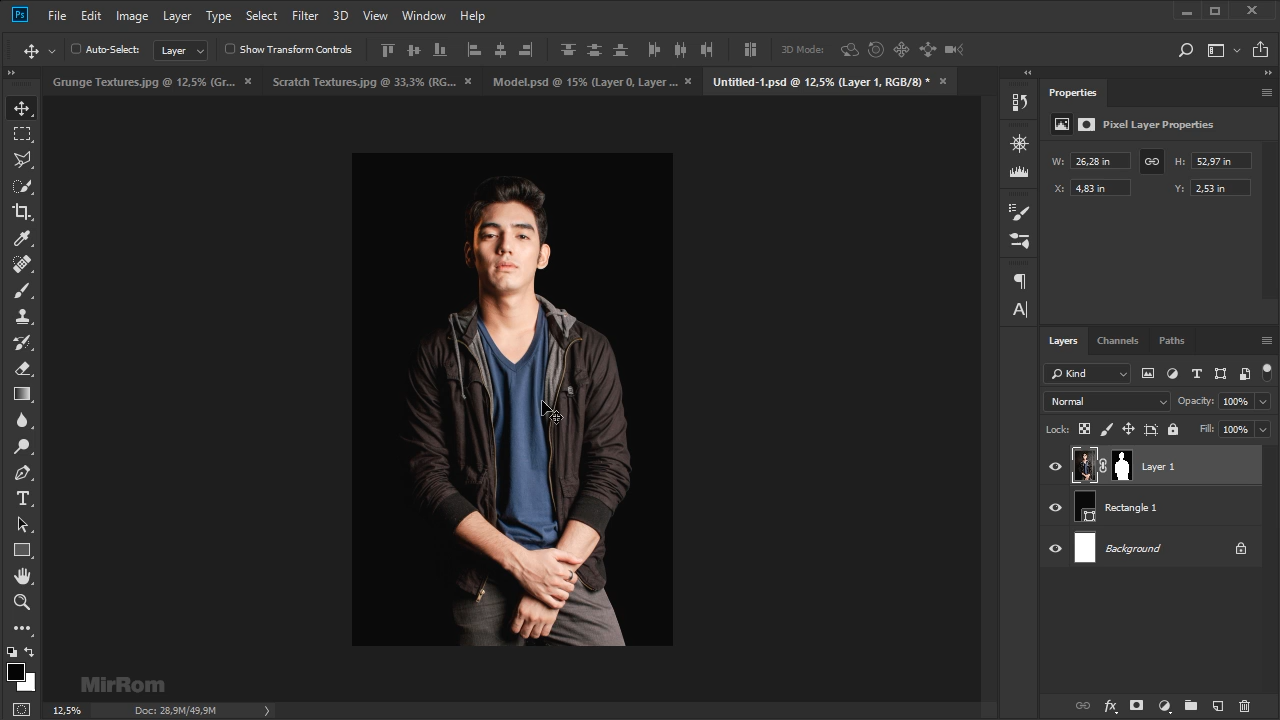 Ps File Edit Image Layer Type Select Filter 3D View Window Help
Auto-Select: Layer Show Transform Controls 3D Mode:
Grunge Textures.jpg @ 12,5% (Gr... × Scratch Textures.jpg @ 33,3% (RG... × Model.psd @ 15% (Layer 0, Layer ... × Untitled-1.psd @ 12,5% (Layer 1, RGB/8) * ×
Properties
Pixel Layer Properties
W: 26,28 in H: 52,97 in
X: 4,83 in Y: 2,53 in
Layers Channels Paths
Kind
Normal Opacity: 100%
Lock: Fill: 100%
Layer 1
Rectangle 1
Background
MirRom
12,5% Doc: 28,9M/49,9M